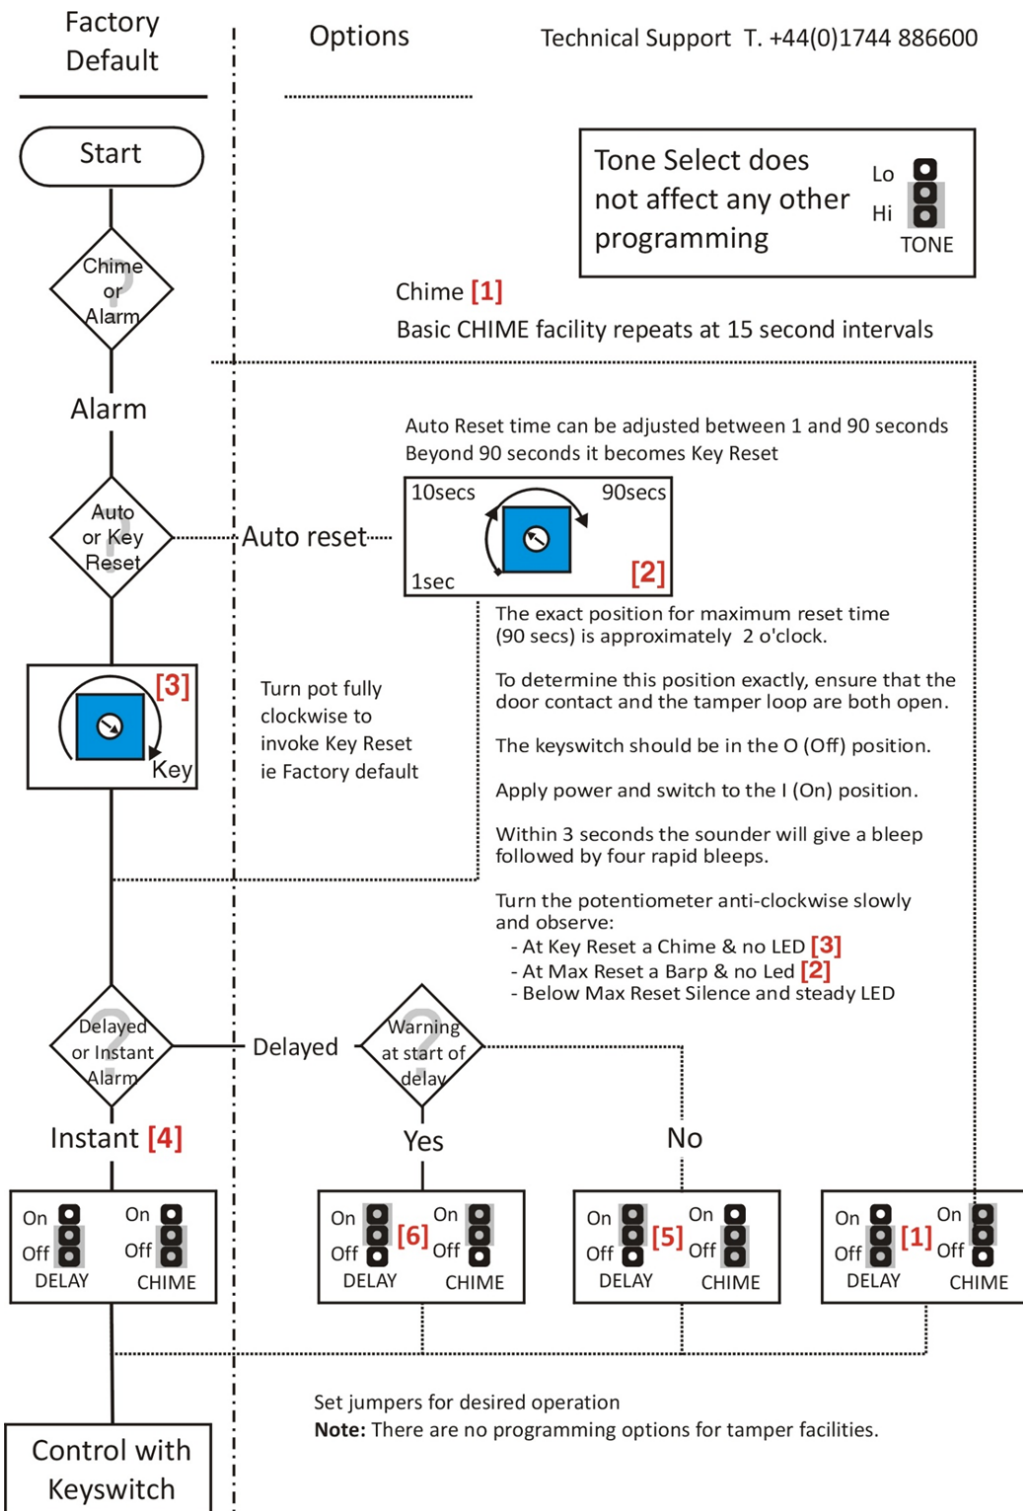 Factory
Default
Options
Technical Support  T. +44(0)1744 886600
Start
Tone Select does
not affect any other
programming
Lo
Hi
TONE
?
Chime
or
Alarm
Chime [1]
Basic CHIME facility repeats at 15 second intervals
Alarm
Auto Reset time can be adjusted between 1 and 90 seconds
Beyond 90 seconds it becomes Key Reset
?
Auto
or Key
Reset
Auto reset
10secs
90secs
1sec
[2]
The exact position for maximum reset time
(90 secs) is approximately  2 o'clock.
To determine this position exactly, ensure that the
door contact and the tamper loop are both open.
The keyswitch should be in the O (Off) position.
Apply power and switch to the I (On) position.
Within 3 seconds the sounder will give a bleep
followed by four rapid bleeps.
Turn the potentiometer anti-clockwise slowly
and observe:
- At Key Reset a Chime & no LED [3]
- At Max Reset a Barp & no Led [2]
- Below Max Reset Silence and steady LED
[3]
Key
Turn pot fully
clockwise to
invoke Key Reset
ie Factory default
?
Delayed
or Instant
Alarm
Delayed
?
Warning
at start of
delay
Instant [4]
Yes
No
On
Off
DELAY
On
Off
CHIME
On
Off
DELAY
[6]
On
Off
CHIME
On
Off
DELAY
[5]
On
Off
CHIME
On
Off
DELAY
[1]
On
Off
CHIME
Set jumpers for desired operation
Note: There are no programming options for tamper facilities.
Control with
Keyswitch